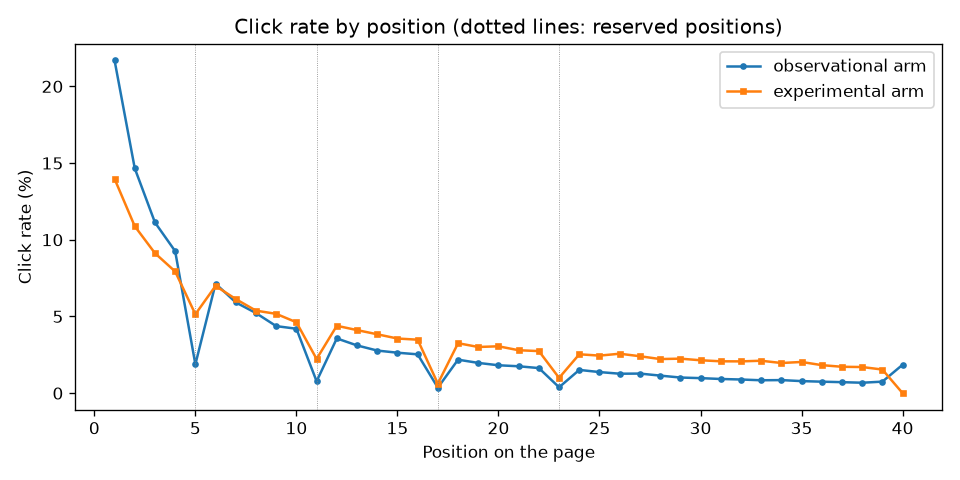 Click rate by position (dotted lines: reserved positions)
observational arm
experimental arm
Click rate (%)
20
15
10
5
0
0 5 10 15 20 25 30 35 40
Position on the page